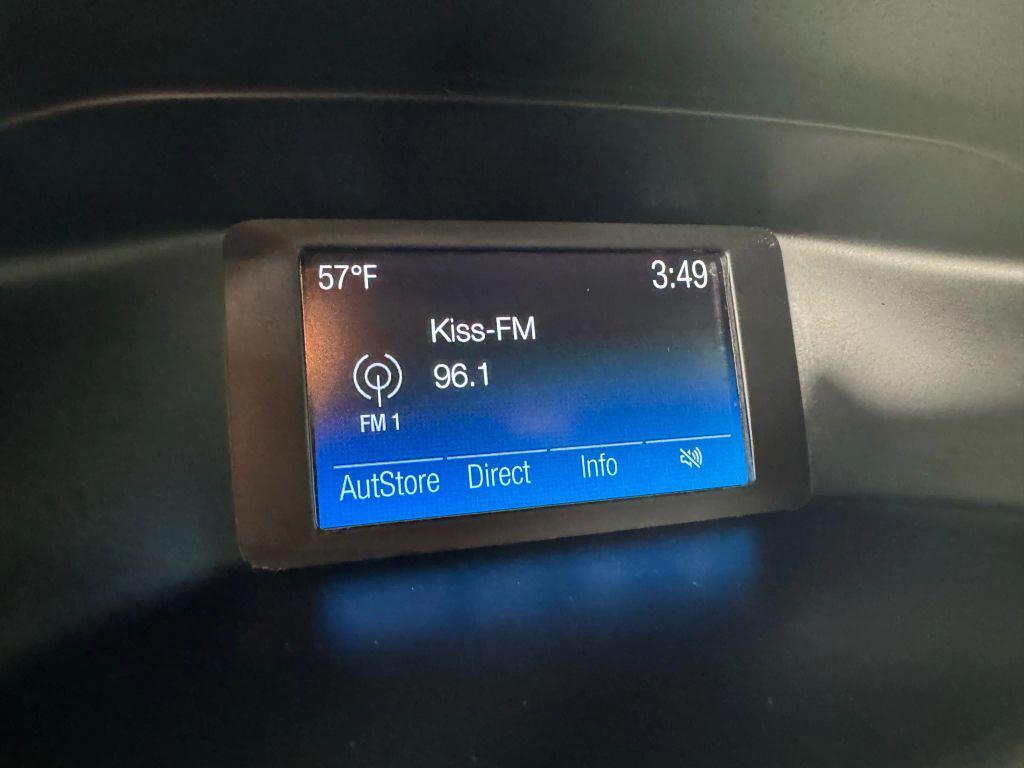 57°F 3:49
Kiss-FM
96.1
FM 1
AutStore Direct Info